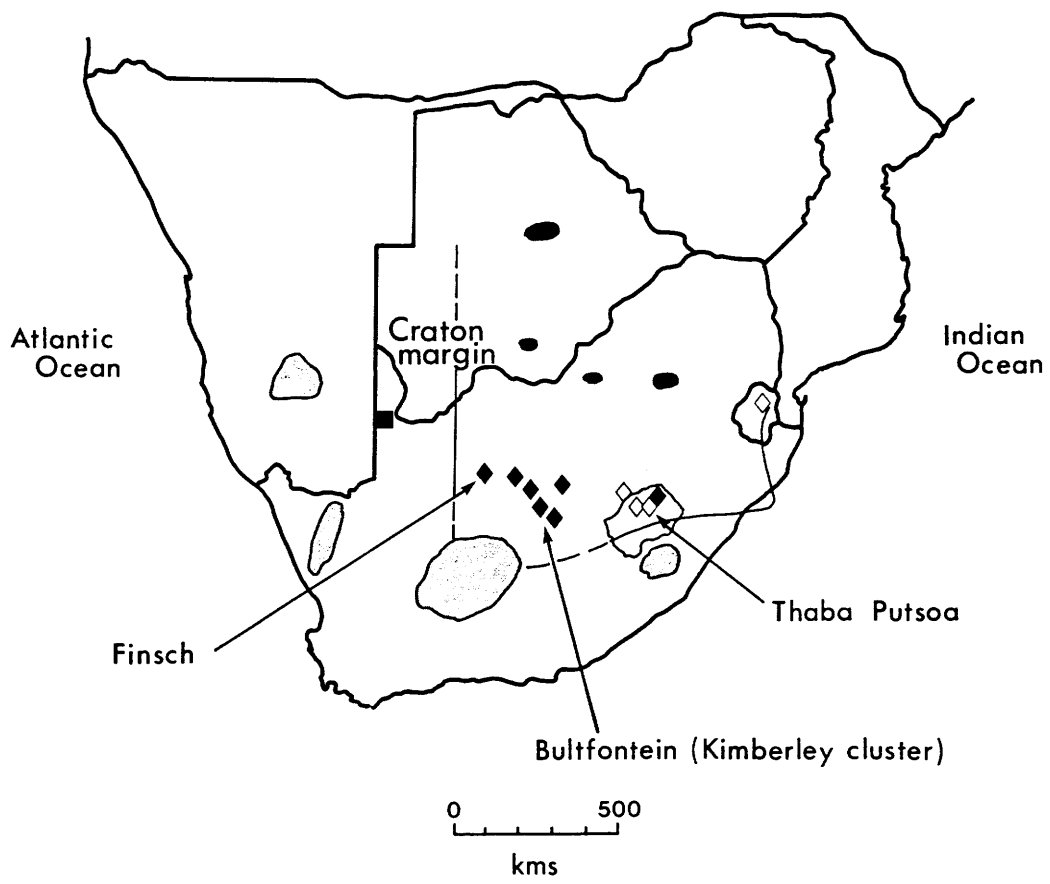 Atlantic
Ocean
Craton
margin
Indian
Ocean
Thaba Putsoa
Finsch
Bultfontein (Kimberley cluster)
0 500
kms